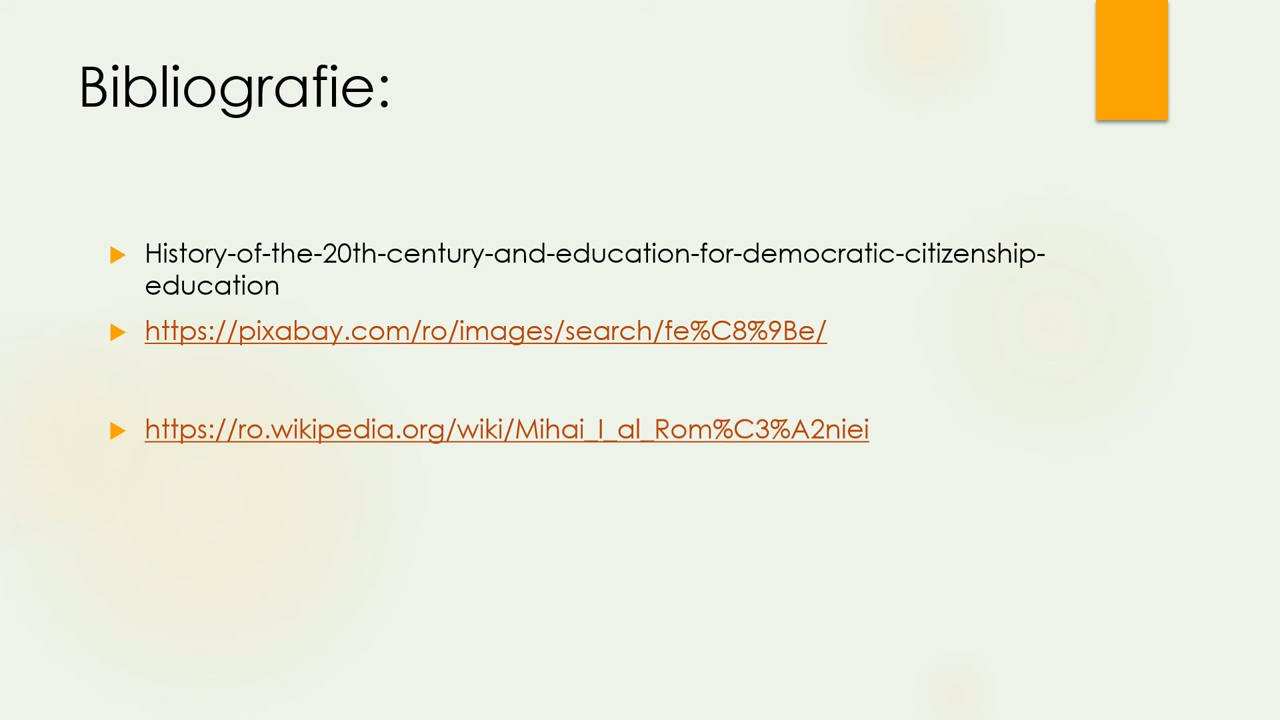 Bibliografie:
History-of-the-20th-century-and-education-for-democratic-citizenship-
education
https://pixabay.com/ro/images/search/fe%C8%9Be/
https://ro.wikipedia.org/wiki/Mihai_I_al_Rom%C3%A2niei